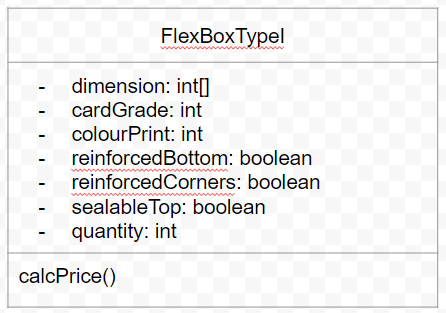 FlexBoxTypeI
- dimension: int[]
- cardGrade: int
- colourPrint: int
- reinforcedBottom: boolean
- reinforcedCorners: boolean
- sealableTop: boolean
- quantity: int
calcPrice()